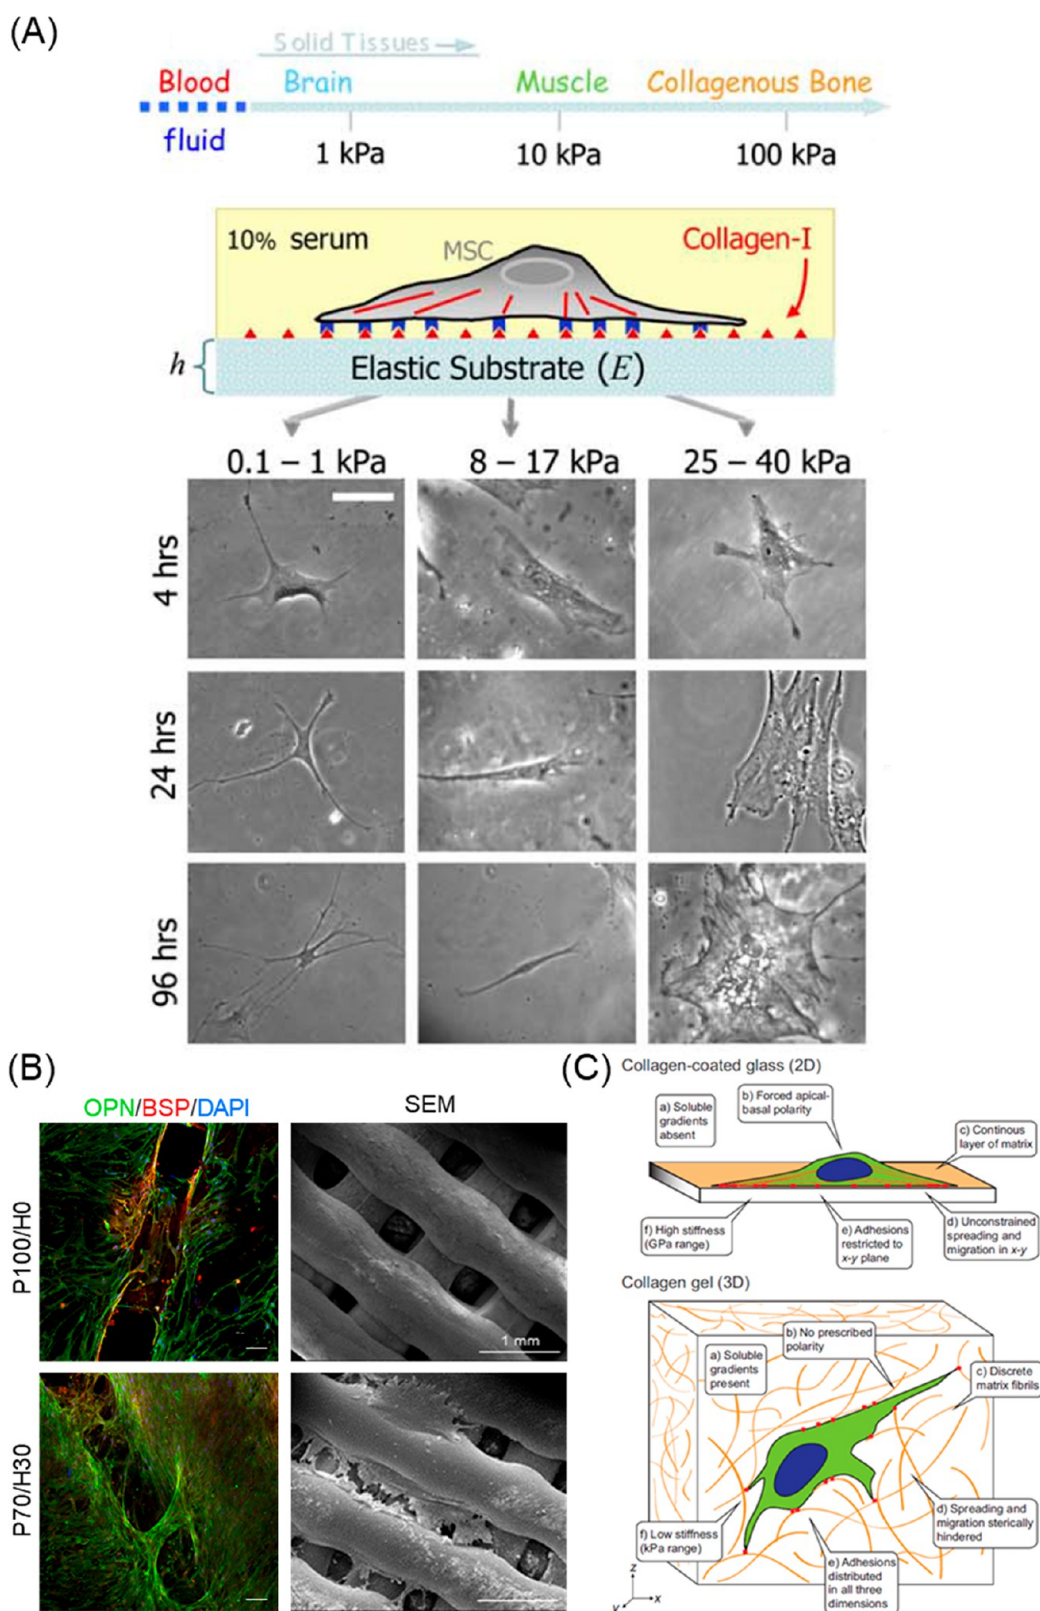 (A)
Solid Tissues
Blood Brain Muscle Collagenous Bone
fluid
1 kPa 10 kPa 100 kPa
10% serum
MSC
Collagen-I
h
Elastic Substrate (E)
0.1 – 1 kPa 8 – 17 kPa 25 – 40 kPa
4 hrs
24 hrs
96 hrs
(B)
OPN/BSP/DAPI
SEM
P100/H0
1 mm
P70/H30
(C)
Collagen-coated glass (2D)
a) Soluble
gradients
absent
b) Forced apical-
basal polarity
c) Continous
layer of matrix
f) High stiffness
(GPa range)
e) Adhesions
restricted to
x-y plane
d) Unconstrained
spreading and
migration in x-y
Collagen gel (3D)
a) Soluble
gradients
present
b) No prescribed
polarity
c) Discrete
matrix fibrils
d) Spreading and
migration sterically
hindered
f) Low stiffness
(kPa range)
e) Adhesions
distributed
in all three
dimensions
z
x
y